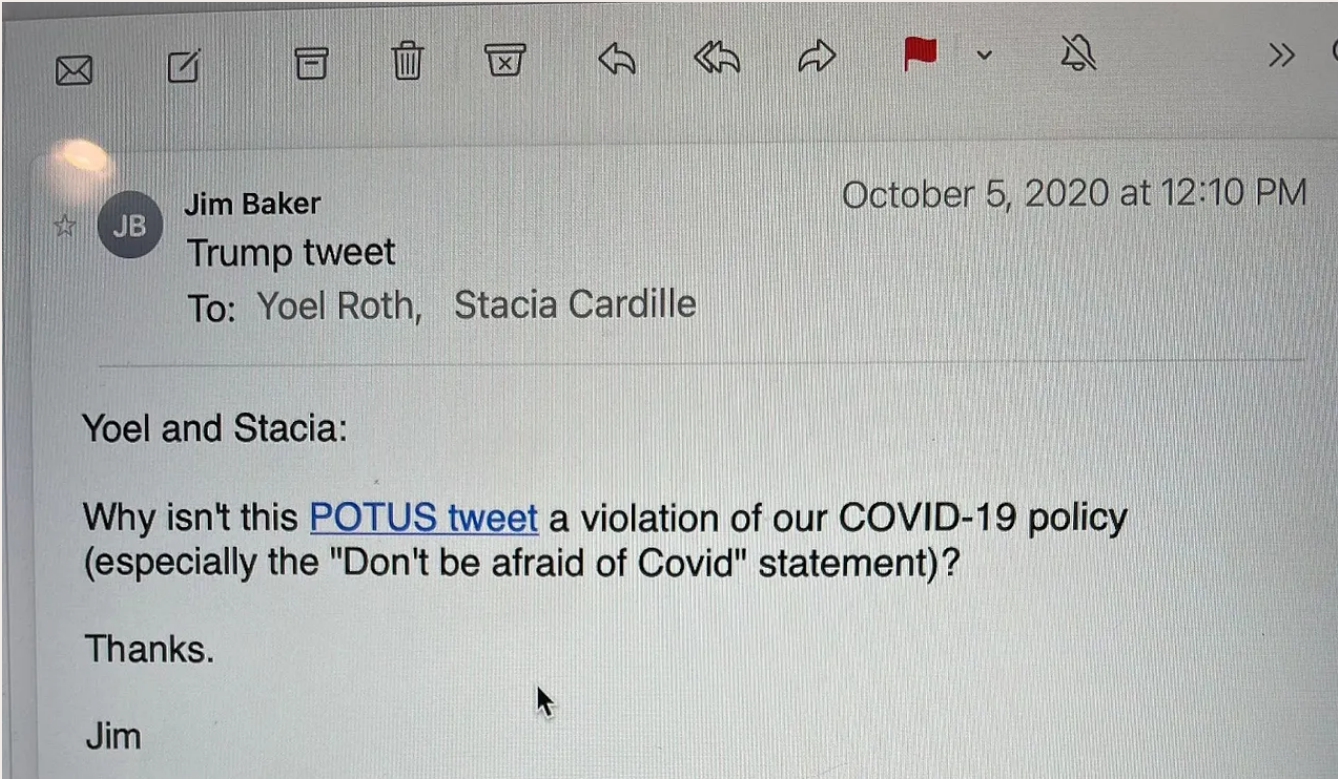 JB
Jim Baker
October 5, 2020 at 12:10 PM
Trump tweet
To: Yoel Roth, Stacia Cardille
Yoel and Stacia:
Why isn't this POTUS tweet a violation of our COVID-19 policy
(especially the "Don't be afraid of Covid" statement)?
Thanks.
Jim